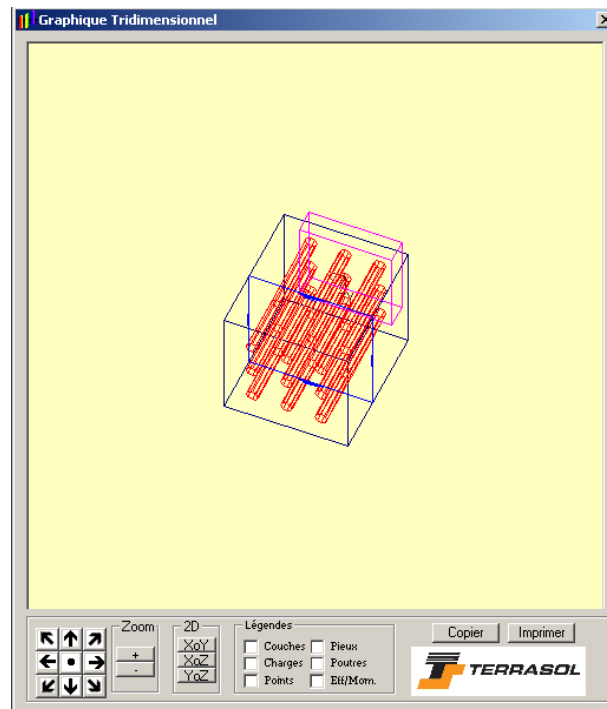 Graphique Tridimensionnel
Zoom
+
-
2D
XoY
XoZ
YoZ
Légendes
Couches
Pieux
Charges
Poutres
Points
Eff/Mom.
Copier
Imprimer
TERRASOL